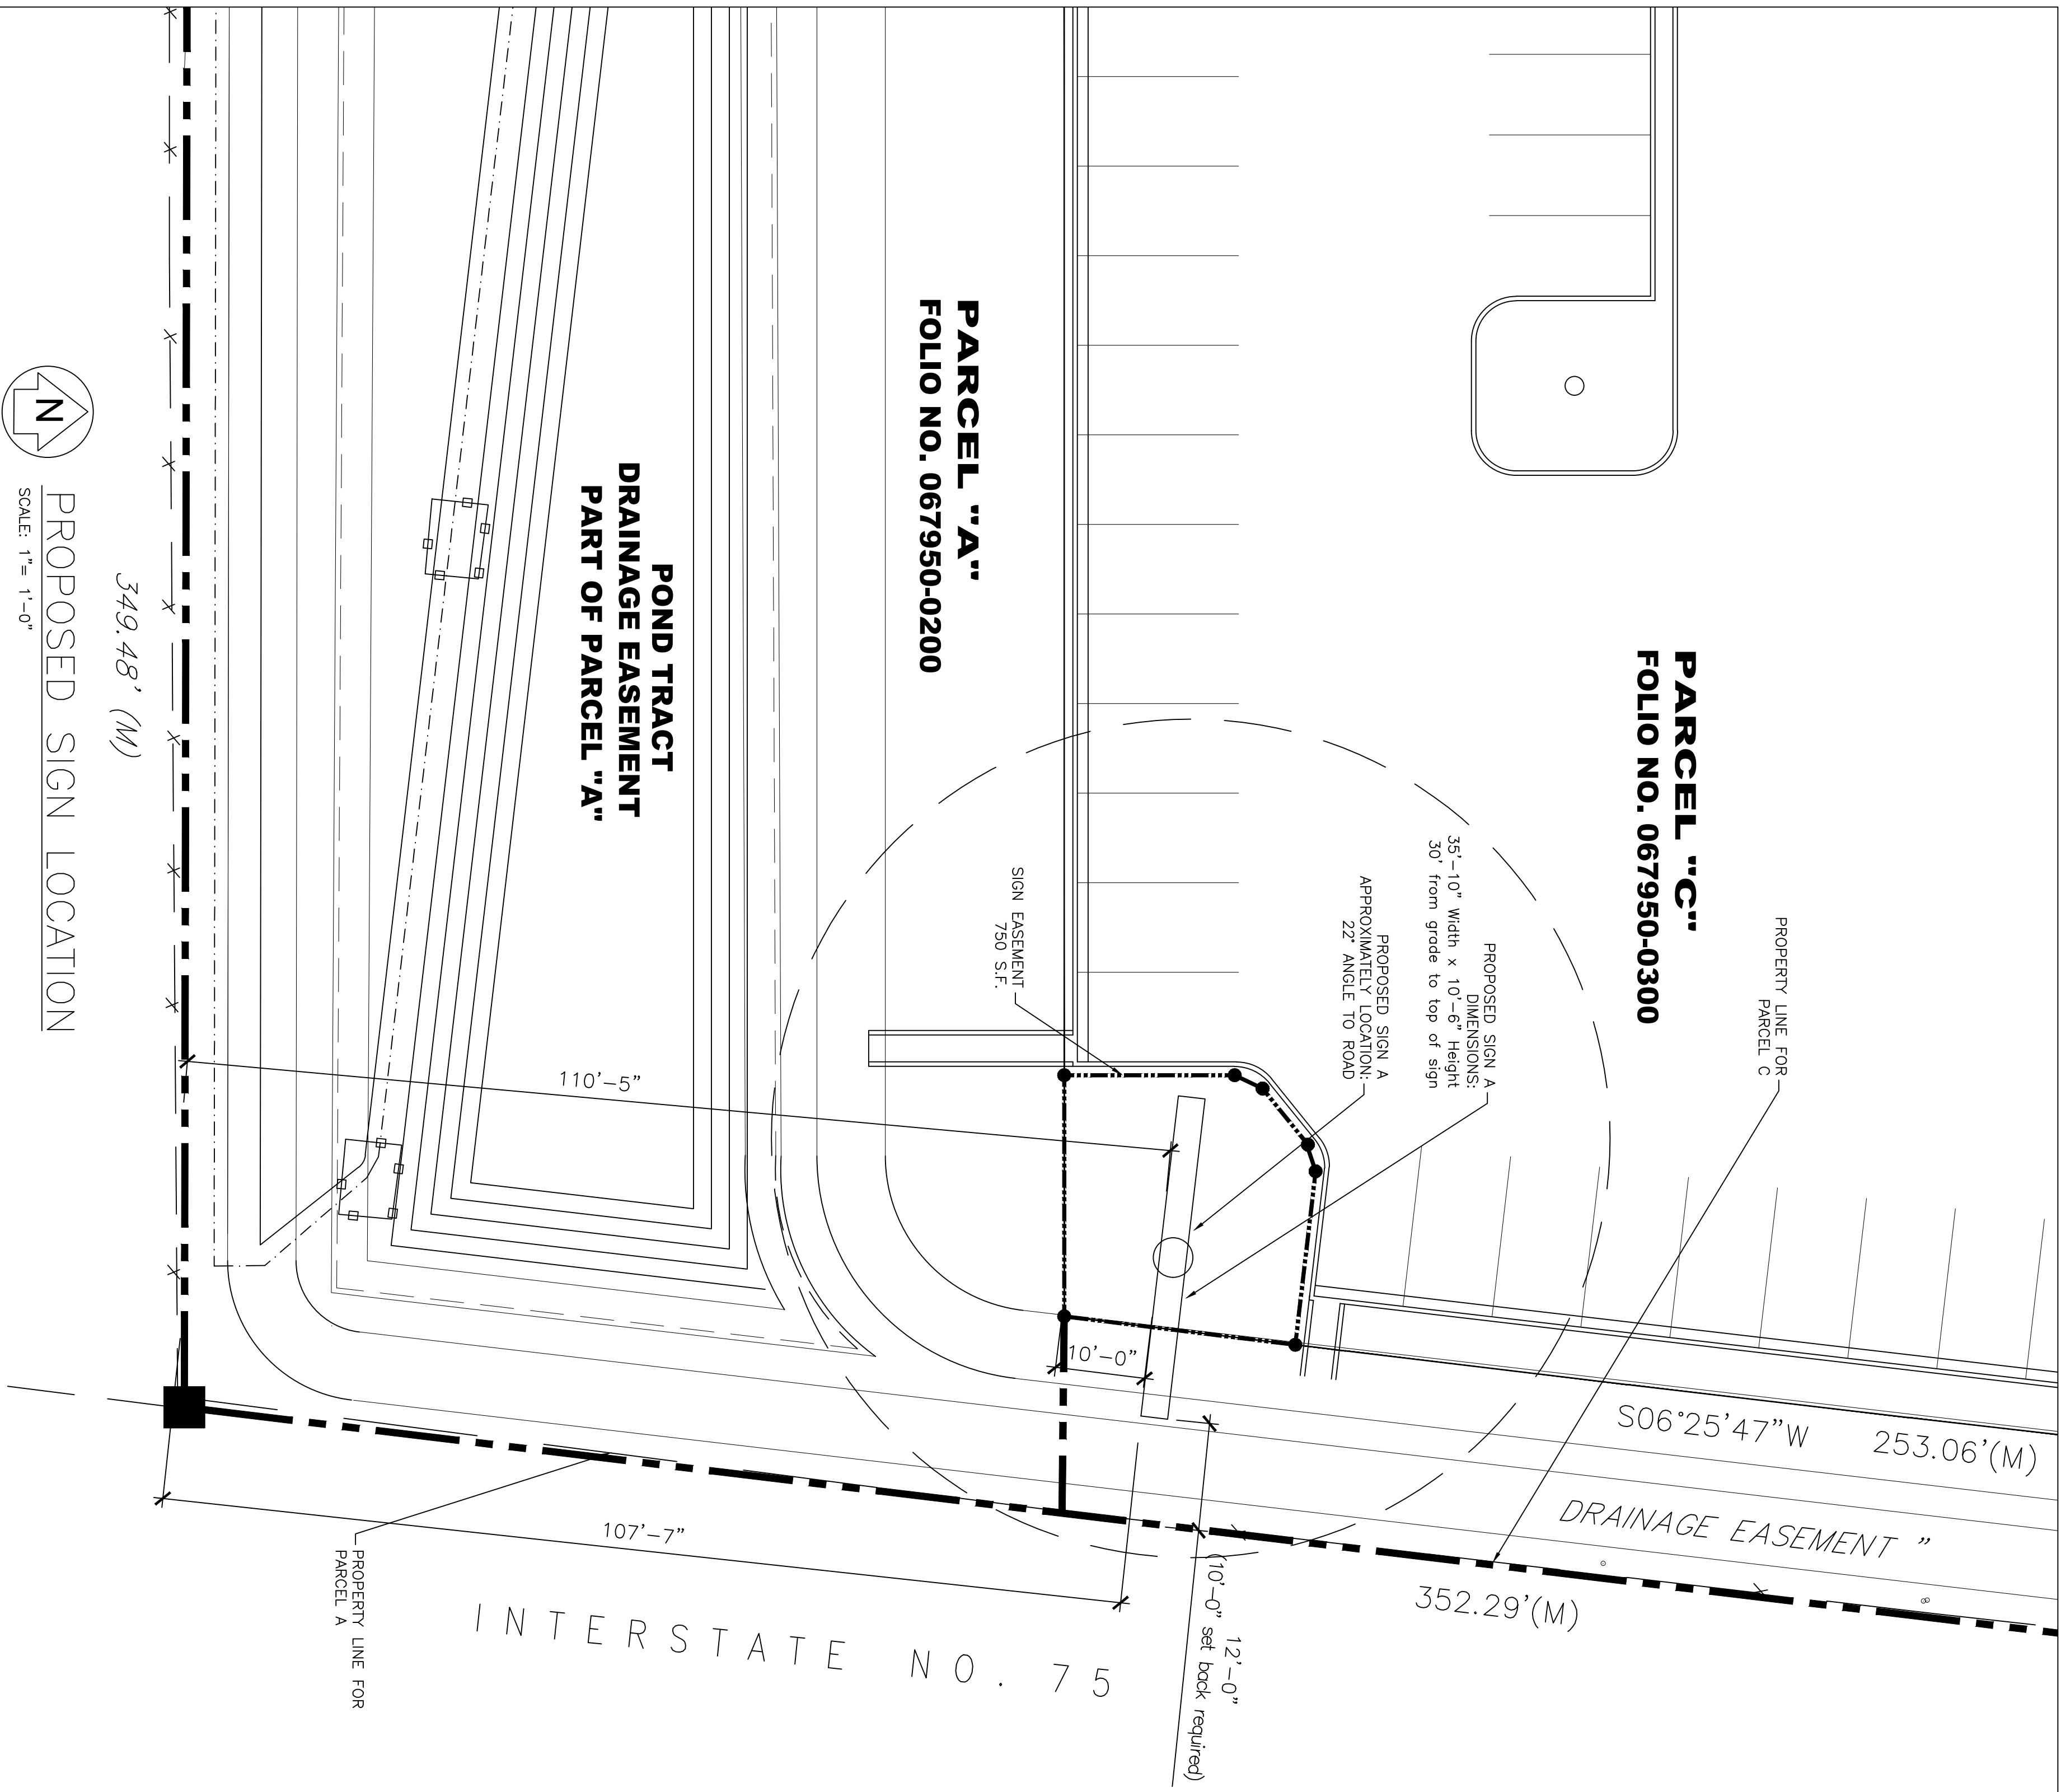 PARCEL "C"
FOLIO NO. 067950-0300
PROPERTY LINE FOR
PARCEL C
PROPOSED SIGN A
DIMENSIONS:
35'-10" Width x 10'-6" Height
30' from grade to top of sign
PROPOSED SIGN A
APPROXIMATELY LOCATION:
22° ANGLE TO ROAD
SIGN EASEMENT
750 S.F.
PARCEL "A"
FOLIO NO. 067950-0200
POND TRACT
DRAINAGE EASEMENT
PART OF PARCEL "A"
110'-5"
10'-0"
S06°25'47"W 253.06'(M)
DRAINAGE EASEMENT "
352.29'(M)
12'-0"
(10'-0" set back required)
107'-7"
INTERSTATE NO. 75
PROPERTY LINE FOR
PARCEL A
349.48' (M)
N
PROPOSED SIGN LOCATION
SCALE: 1"= 1'-0"